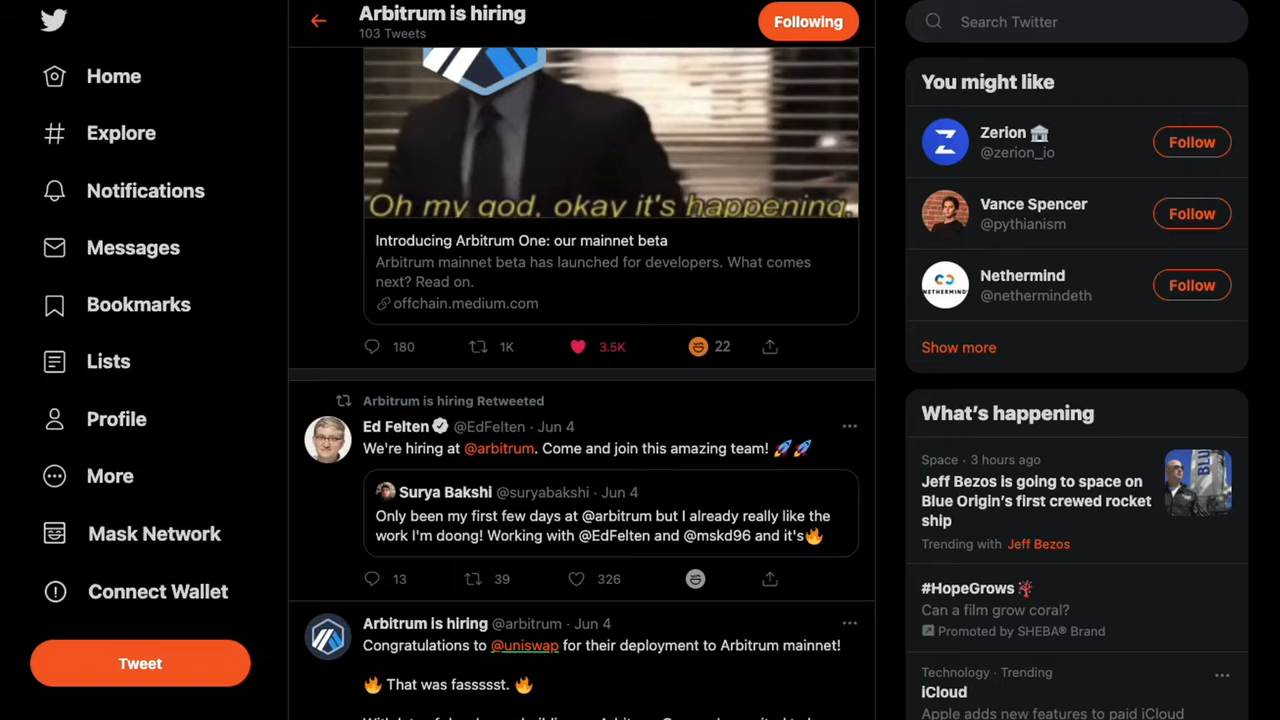 Home
Explore
Notifications
Messages
Bookmarks
Lists
Profile
More
Mask Network
Connect Wallet
Tweet
Arbitrum is hiring
103 Tweets
Following
Oh my god, okay it's happening.
Introducing Arbitrum One: our mainnet beta
Arbitrum mainnet beta has launched for developers. What comes
next? Read on.
offchain.medium.com
180 1K 3.5K 22
Arbitrum is hiring Retweeted
Ed Felten @EdFelten · Jun 4
We're hiring at @arbitrum. Come and join this amazing team! 🚀🚀
Surya Bakshi @suryabakshi · Jun 4
Only been my first few days at @arbitrum but I already really like the
work I'm doong! Working with @EdFelten and @mskd96 and it's🔥
13 39 326
Arbitrum is hiring @arbitrum · Jun 4
Congratulations to @uniswap for their deployment to Arbitrum mainnet!
🔥 That was fasssst. 🔥
Search Twitter
You might like
Zerion 🏛
@zerion_io
Follow
Vance Spencer
@pythianism
Follow
NETHERMIND
Nethermind
@nethermindeth
Follow
Show more
What's happening
Space · 3 hours ago
Jeff Bezos is going to space on
Blue Origin's first crewed rocket
ship
Trending with Jeff Bezos
#HopeGrows
Can a film grow coral?
Promoted by SHEBA® Brand
Technology · Trending
iCloud
Apple adds new features to paid iCloud